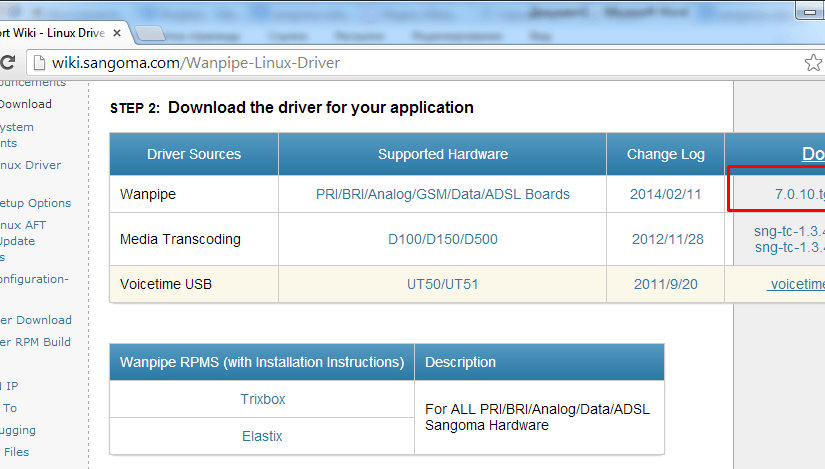 ort Wiki - Linux Drive
wiki.sangoma.com/Wanpipe-Linux-Driver
Download
ystem
nts
nux Driver
etup Options
nux AFT
Update
s
onfiguration-
er Download
er RPM Build
IP
To
ugging
Files
STEP 2: Download the driver for your application
Driver Sources Supported Hardware Change Log Do
Wanpipe PRI/BRI/Analog/GSM/Data/ADSL Boards 2014/02/11 7.0.10.tg
Media Transcoding D100/D150/D500 2012/11/28 sng-tc-1.3.4
sng-tc-1.3.4
Voicetime USB UT50/UT51 2011/9/20 voicetime
Wanpipe RPMS (with Installation Instructions) Description
Trixbox
For ALL PRI/BRI/Analog/Data/ADSL
Sangoma Hardware
Elastix